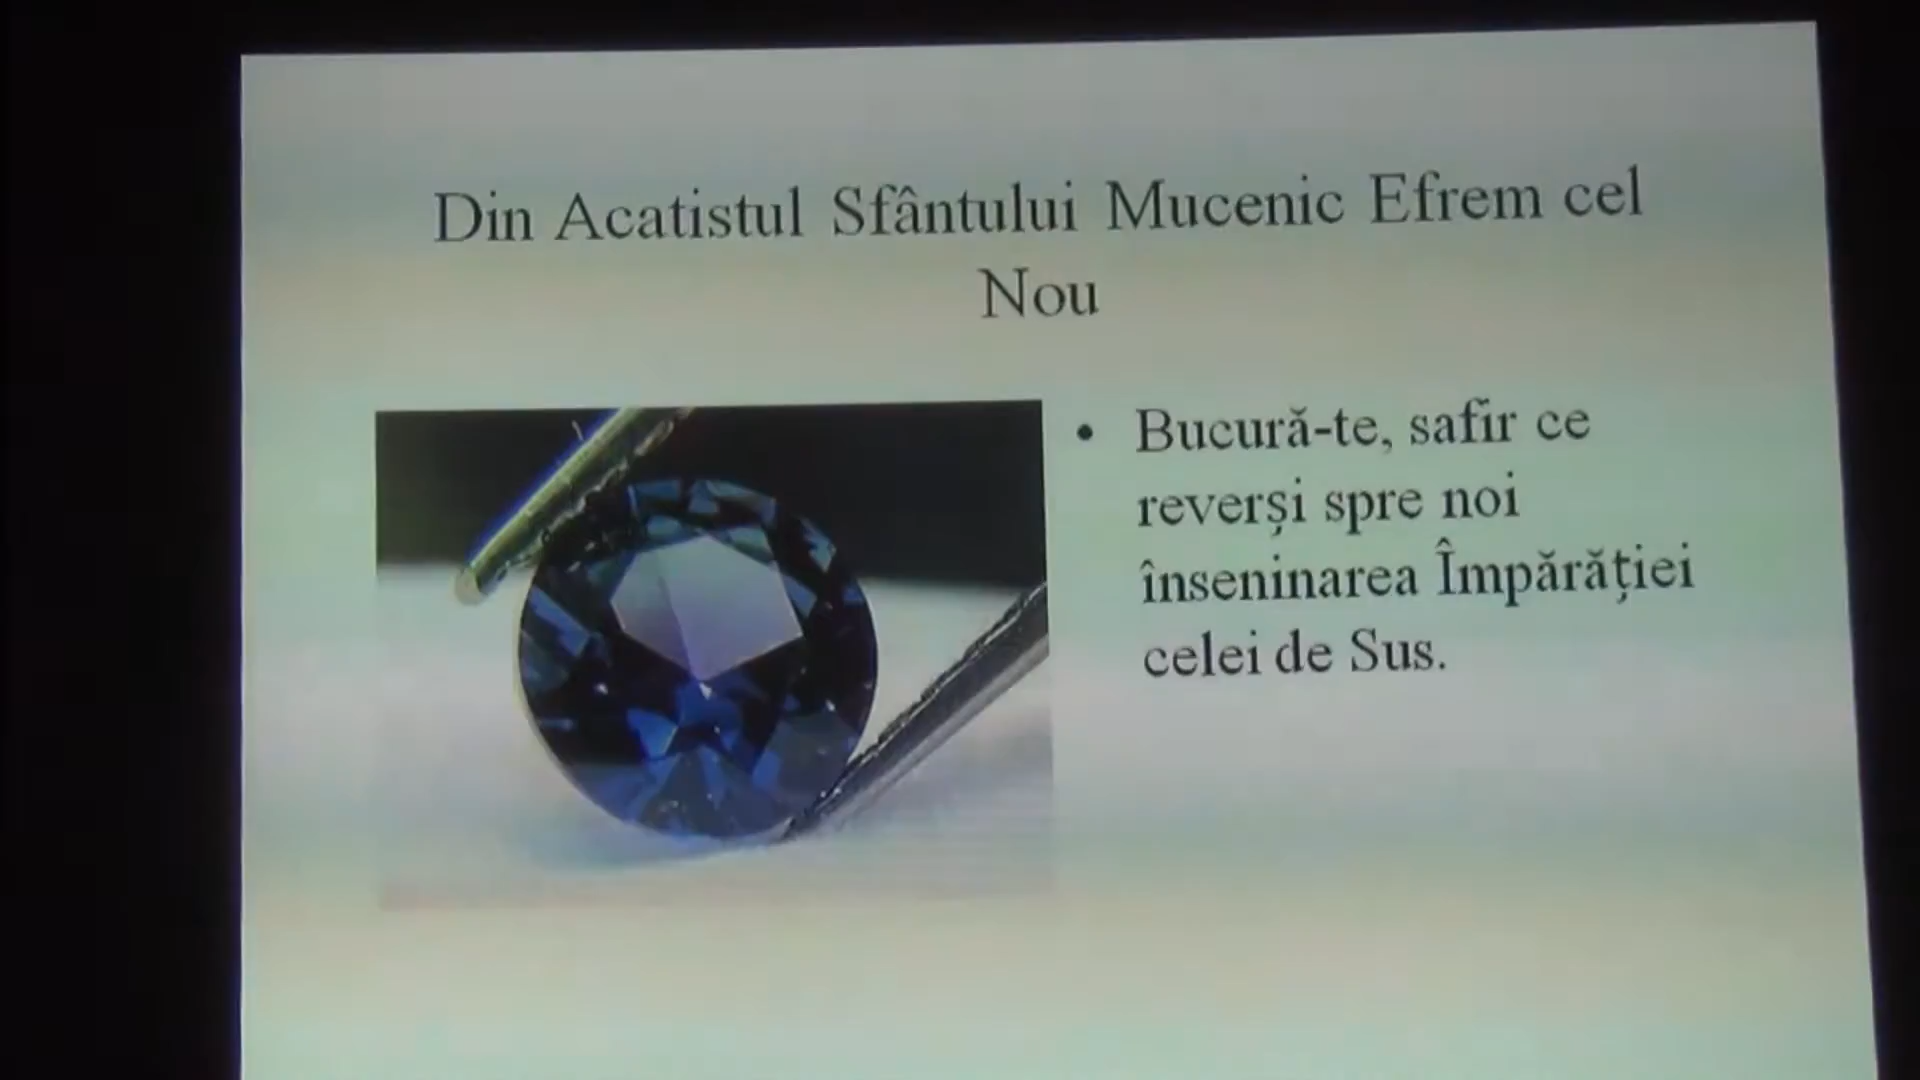 Din Acatistul Sfântului Mucenic Efrem cel
Nou
• Bucură-te, safir ce
reverși spre noi
înseninarea Împărăției
celei de Sus.